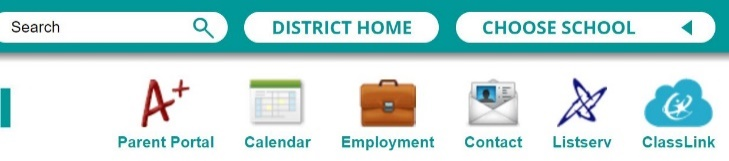 Search DISTRICT HOME CHOOSE SCHOOL
A+
Parent Portal Calendar Employment Contact Listserv ClassLink